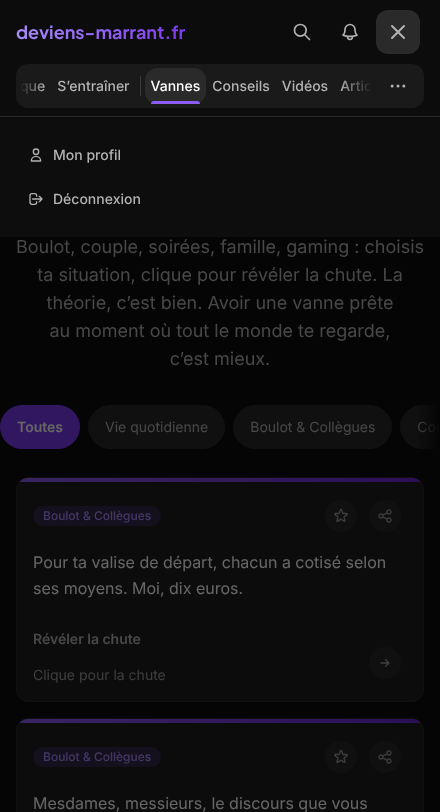 deviens-marrant.fr
que S'entraîner Vannes Conseils Vidéos Artic
Mon profil
Déconnexion
Boulot, couple, soirées, famille, gaming : choisis
ta situation, clique pour révéler la chute. La
théorie, c'est bien. Avoir une vanne prête
au moment où tout le monde te regarde,
c'est mieux.
Toutes Vie quotidienne Boulot & Collègues Co
Boulot & Collègues
Pour ta valise de départ, chacun a cotisé selon
ses moyens. Moi, dix euros.
Révéler la chute
Clique pour la chute
Boulot & Collègues
Mesdames, messieurs, le discours que vous